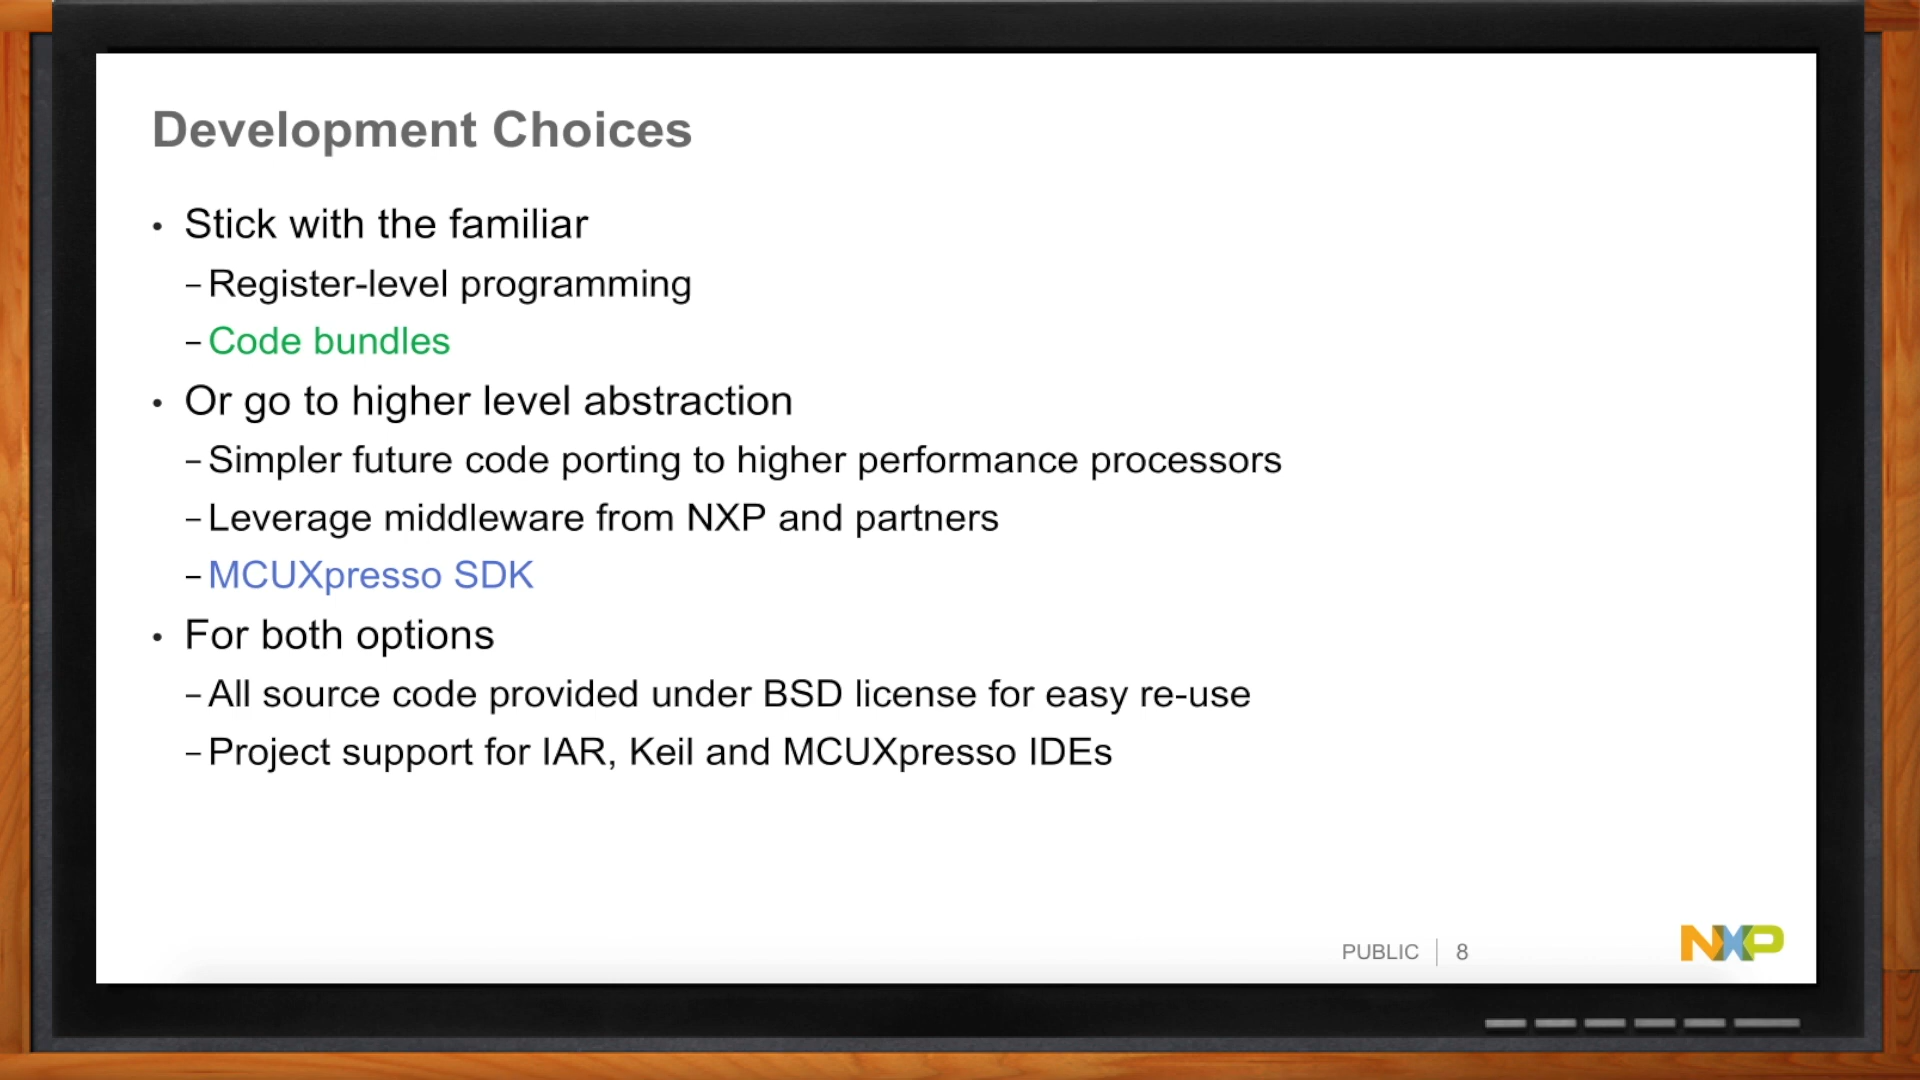 Development Choices
• Stick with the familiar
– Register-level programming
– Code bundles
• Or go to higher level abstraction
– Simpler future code porting to higher performance processors
– Leverage middleware from NXP and partners
– MCUXpresso SDK
• For both options
– All source code provided under BSD license for easy re-use
– Project support for IAR, Keil and MCUXpresso IDEs
PUBLIC | 8
NXP